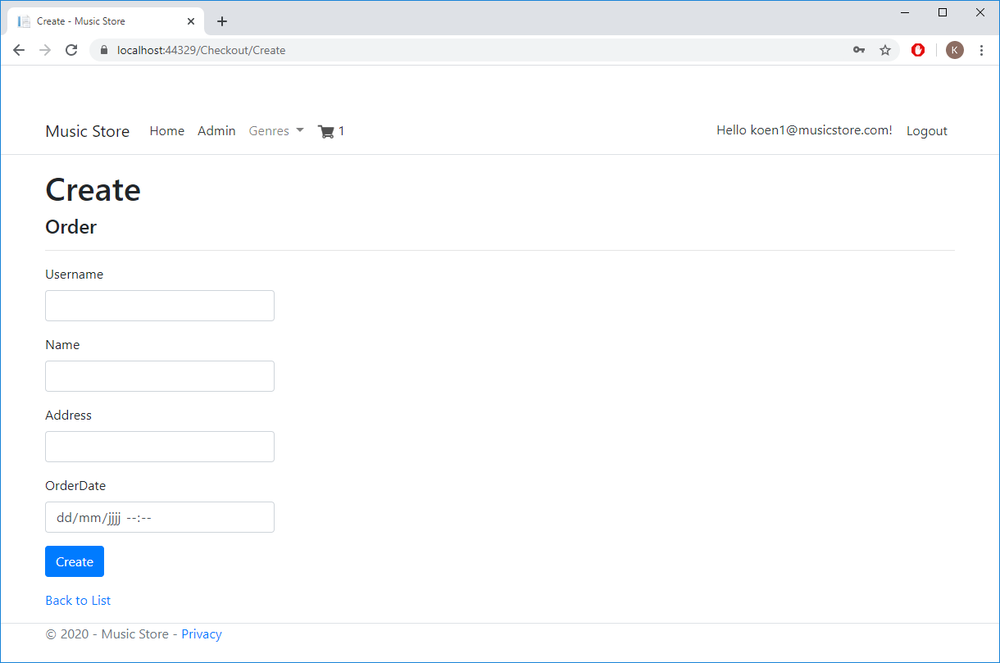 Create - Music Store
localhost:44329/Checkout/Create
K
Music Store Home Admin Genres 1 Hello koen1@musicstore.com! Logout
Create
Order
Username
Name
Address
OrderDate
dd/mm/jjjj --:--
Create
Back to List
© 2020 - Music Store - Privacy